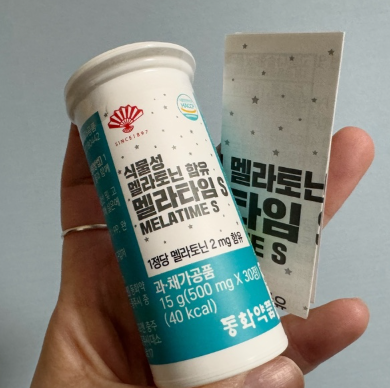 SINCE 1897
식물성
멜라토닌 함유
멜라타임 S
MELATIME S
1정당 멜라토닌 2 mg 함유
과·채가공품
15 g(500 mg X 30정)
(40 kcal)
동화약품
멜라토닌
타임 S
ME S